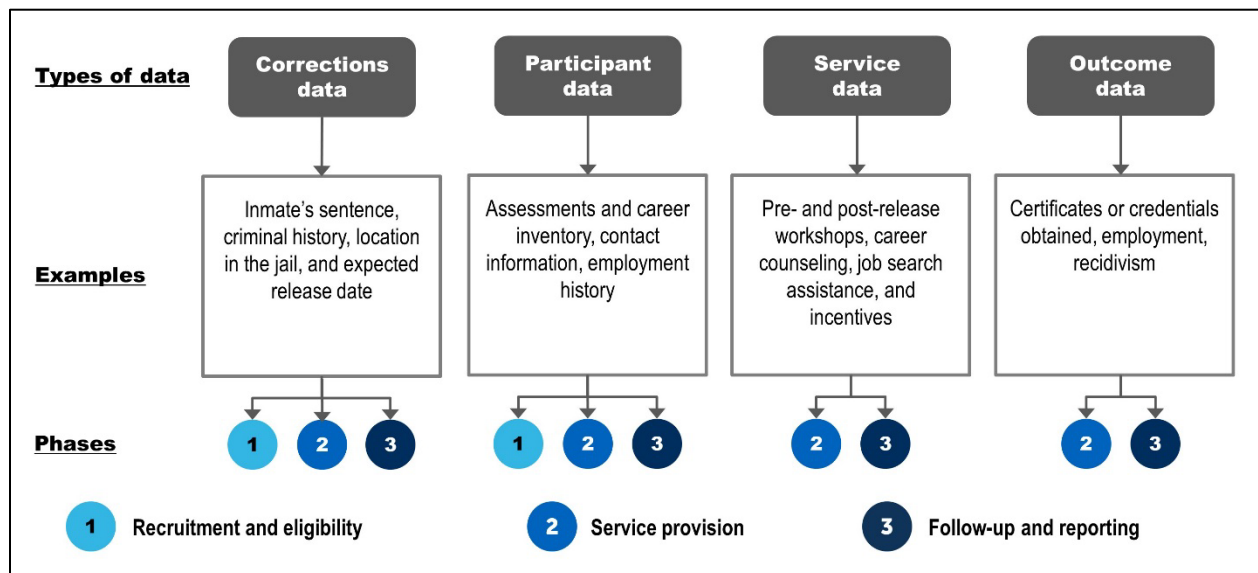 Types of data
Corrections
data
Participant
data
Service
data
Outcome
data
Examples
Inmate’s sentence,
criminal history, location
in the jail, and expected
release date
Assessments and career
inventory, contact
information, employment
history
Pre- and post-release
workshops, career
counseling, job search
assistance, and
incentives
Certificates or credentials
obtained, employment,
recidivism
Phases
1 2 3
1 2 3
2 3
2 3
1 Recruitment and eligibility
2 Service provision
3 Follow-up and reporting